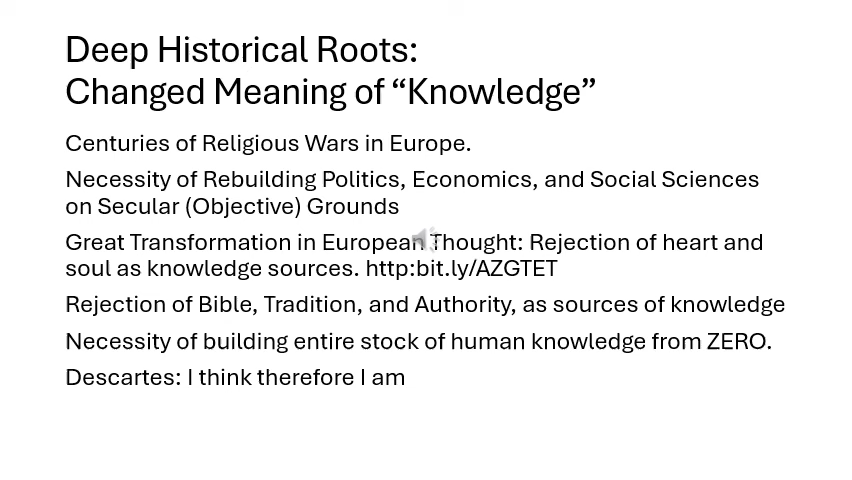 Deep Historical Roots:
Changed Meaning of “Knowledge”
Centuries of Religious Wars in Europe.
Necessity of Rebuilding Politics, Economics, and Social Sciences
on Secular (Objective) Grounds
Great Transformation in European Thought: Rejection of heart and
soul as knowledge sources. http:bit.ly/AZGTET
Rejection of Bible, Tradition, and Authority, as sources of knowledge
Necessity of building entire stock of human knowledge from ZERO.
Descartes: I think therefore I am